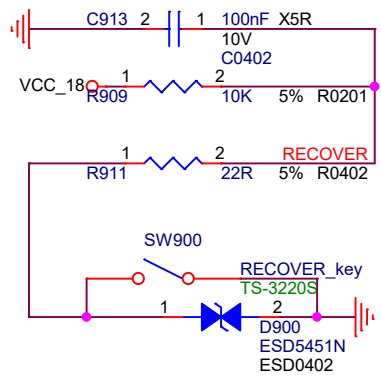 C913 2 1 100nF X5R
10V
C0402
VCC_18 1 2
R909 10K 5% R0201
1 2 RECOVER
R911 22R 5% R0402
SW900
RECOVER_key
TS-3220S
1 2
D900
ESD5451N
ESD0402